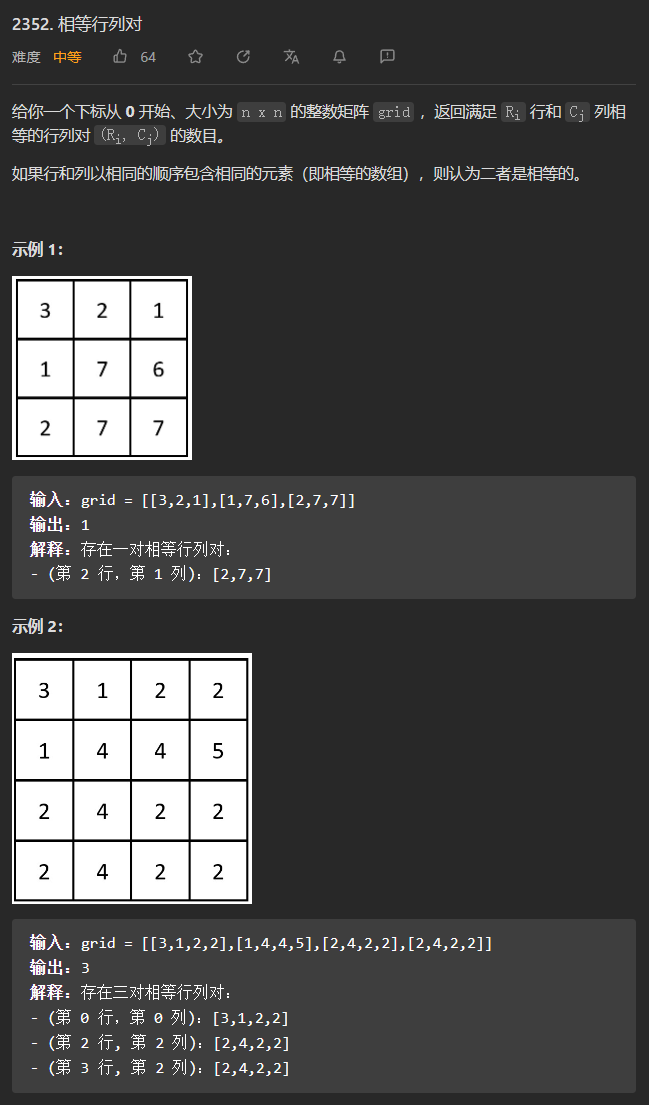 2352. 相等行列对
难度 中等 64
给你一个下标从 0 开始、大小为 n x n 的整数矩阵 grid ，返回满足 Ri 行和 Cj 列相
等的行列对 (Ri, Cj) 的数目。
如果行和列以相同的顺序包含相同的元素（即相等的数组），则认为二者是相等的。
示例 1：
3 2 1
1 7 6
2 7 7
输入：grid = [[3,2,1],[1,7,6],[2,7,7]]
输出：1
解释：存在一对相等行列对：
- (第 2 行，第 1 列)：[2,7,7]
示例 2：
3 1 2 2
1 4 4 5
2 4 2 2
2 4 2 2
输入：grid = [[3,1,2,2],[1,4,4,5],[2,4,2,2],[2,4,2,2]]
输出：3
解释：存在三对相等行列对：
- (第 0 行，第 0 列)：[3,1,2,2]
- (第 2 行, 第 2 列)：[2,4,2,2]
- (第 3 行, 第 2 列)：[2,4,2,2]